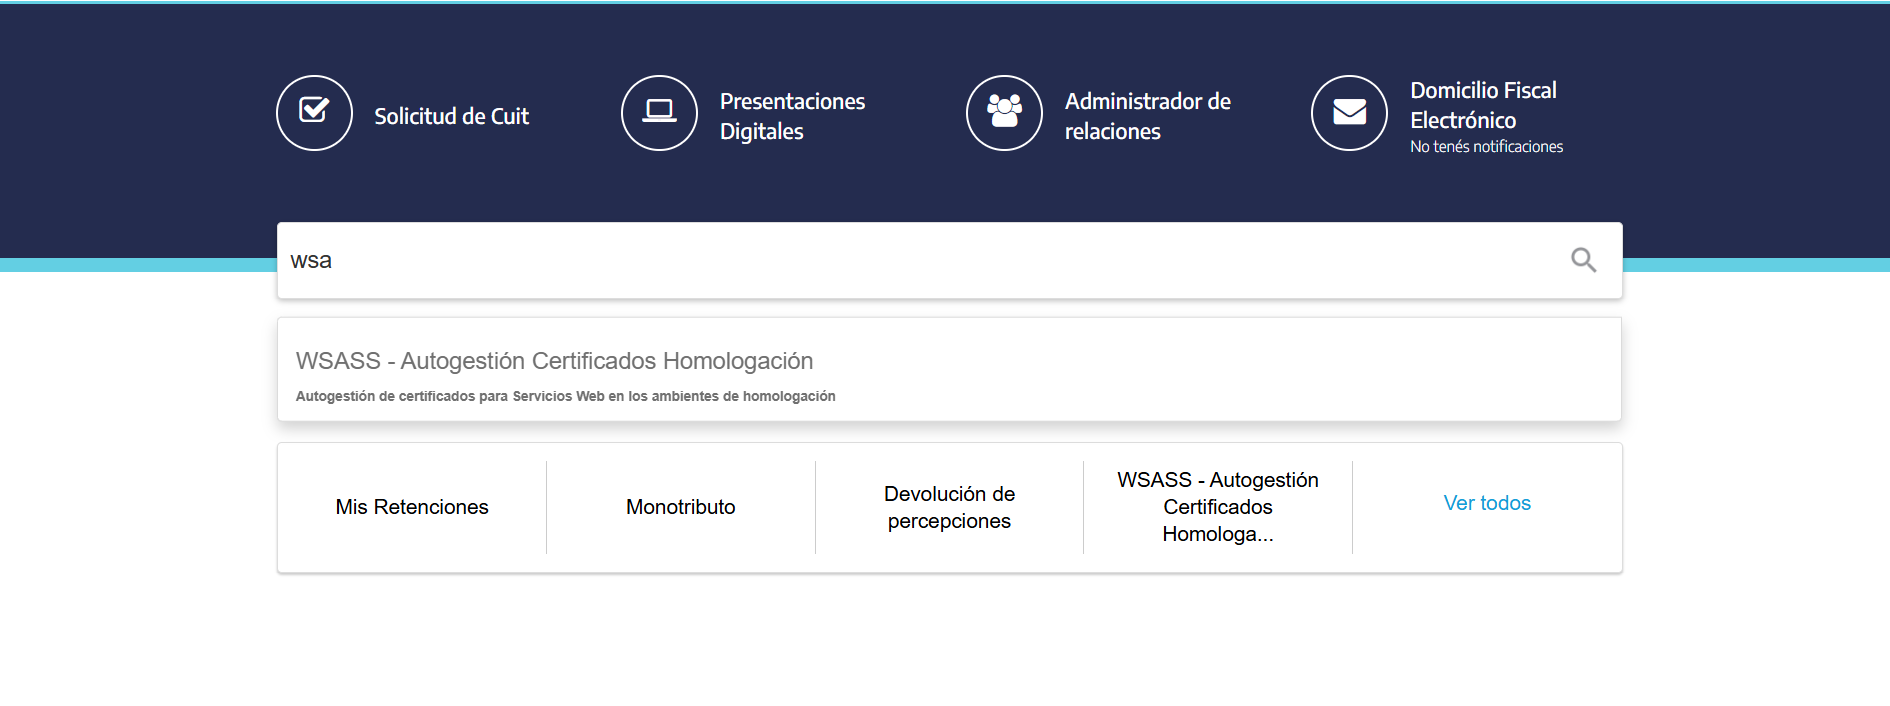 Solicitud de Cuit
Presentaciones
Digitales
Administrador de
relaciones
Domicilio Fiscal
Electrónico
No tenés notificaciones
wsa
WSASS - Autogestión Certificados Homologación
Autogestión de certificados para Servicios Web en los ambientes de homologación
Mis Retenciones
Monotributo
Devolución de
percepciones
WSASS - Autogestión
Certificados
Homologa...
Ver todos